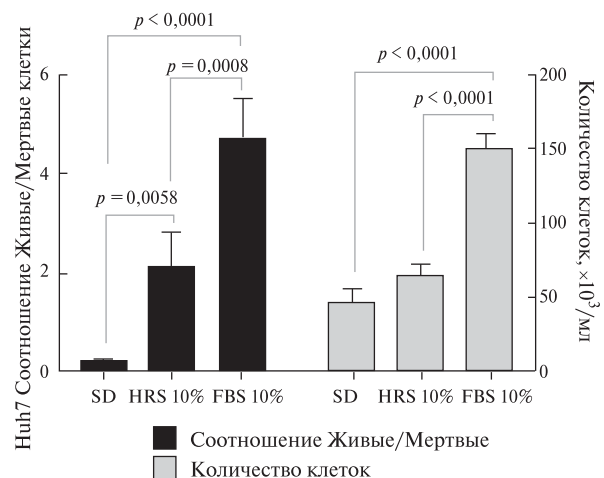 p < 0,0001
p < 0,0001
p = 0,0008
p < 0,0001
p = 0,0058
Huh7 Соотношение Живые/Мертвые клетки
6
4
2
0
200
150
100
50
0
Количество клеток, ×10³/мл
SD HRS 10% FBS 10% SD HRS 10% FBS 10%
Соотношение Живые/Мертвые
Количество клеток